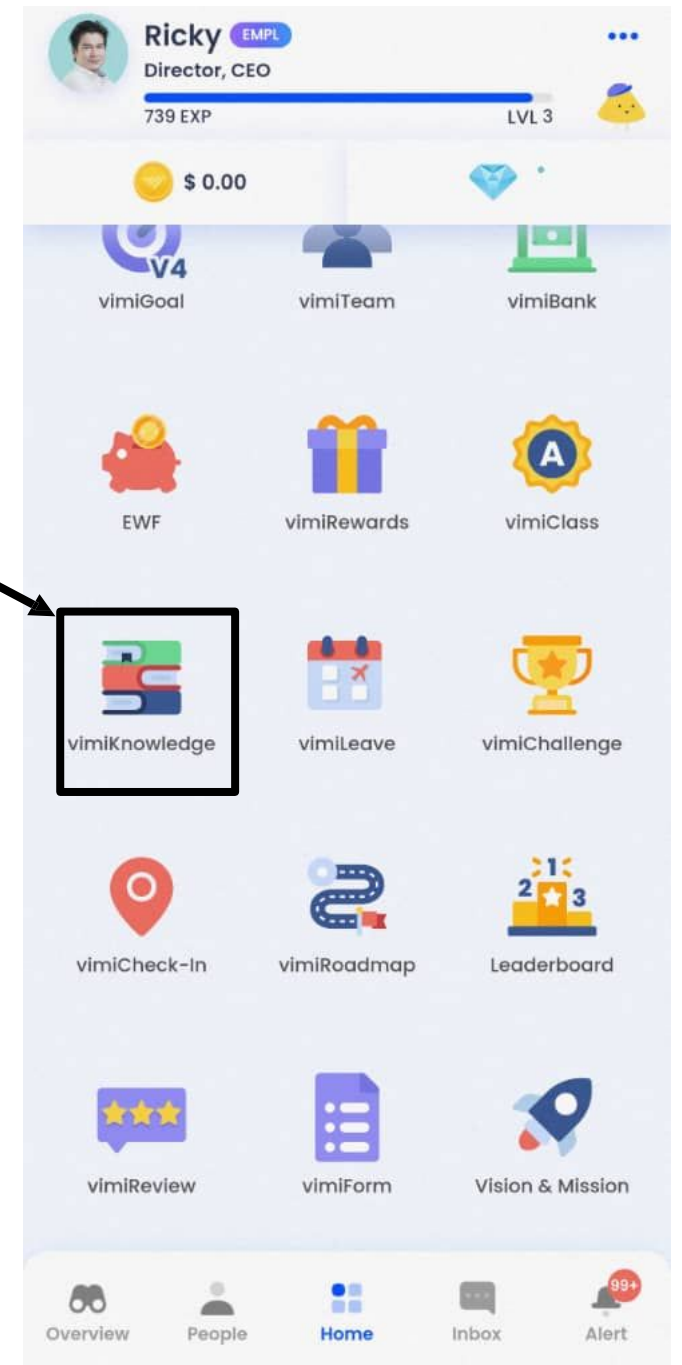 Ricky EMPL
Director, CEO
739 EXP LVL 3
$ 0.00
V4
vimiGoal vimiTeam vimiBank
A
EWF vimiRewards vimiClass
vimiKnowledge vimiLeave vimiChallenge
1
2 3
vimiCheck-In vimiRoadmap Leaderboard
vimiReview vimiForm Vision & Mission
99+
Overview People Home Inbox Alert